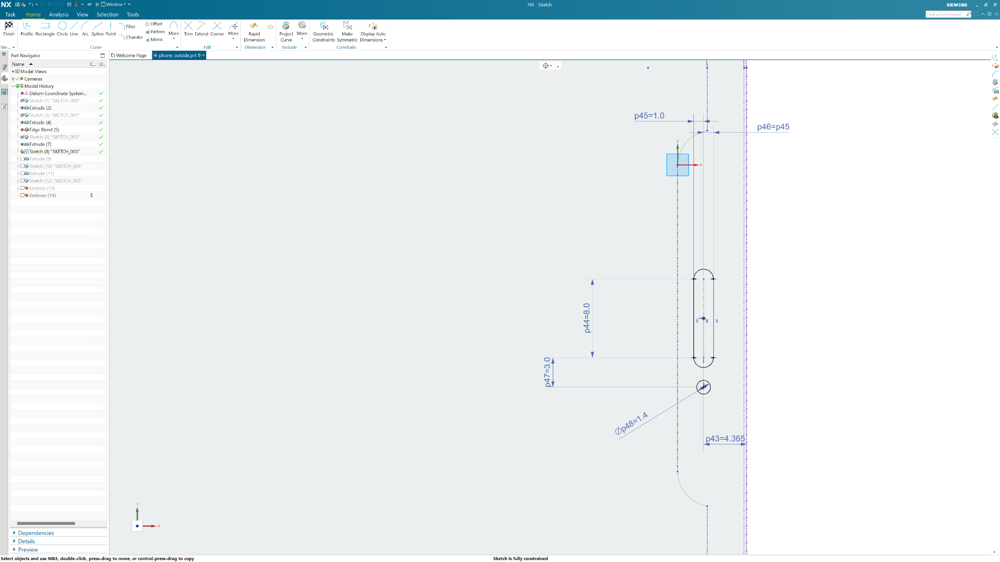 NX
Window
NX - Sketch
SIEMENS
Task Home Analysis View Selection Tools
Find a Command
Finish
Profile Rectangle Circle Line Arc Spline Point
Fillet
Chamfer
Offset
Pattern
Mirror
More
Trim Extend Corner More
Rapid
Dimension
Project
Curve
More
Geometric
Constraints
Make
Symmetric
Display Auto
Dimensions
Ske...
Curve
Edit
Dimension
Include
Constrain
Part Navigator
Welcome Page
phone_outside.prt
Name C... U...
Model Views
Cameras
Model History
Datum Coordinate System...
Sketch (1) "SKETCH_000"
Extrude (2)
Sketch (3) "SKETCH_001"
Extrude (4)
Edge Blend (5)
Sketch (6) "SKETCH_002"
Extrude (7)
Sketch (8) "SKETCH_003"
Extrude (9)
Sketch (10) "SKETCH_004"
Extrude (11)
Sketch (12) "SKETCH_005"
Emboss (13)
Emboss (14)
p45=1.0
p46=p45
Y
X
p44=8.0
p47=3.0
∅p48=1.4
p43=4.365
Y
X
Dependencies
Details
Preview
Select objects and use MB3, double-click, press-drag to move, or control-press-drag to copy
Sketch is fully constrained